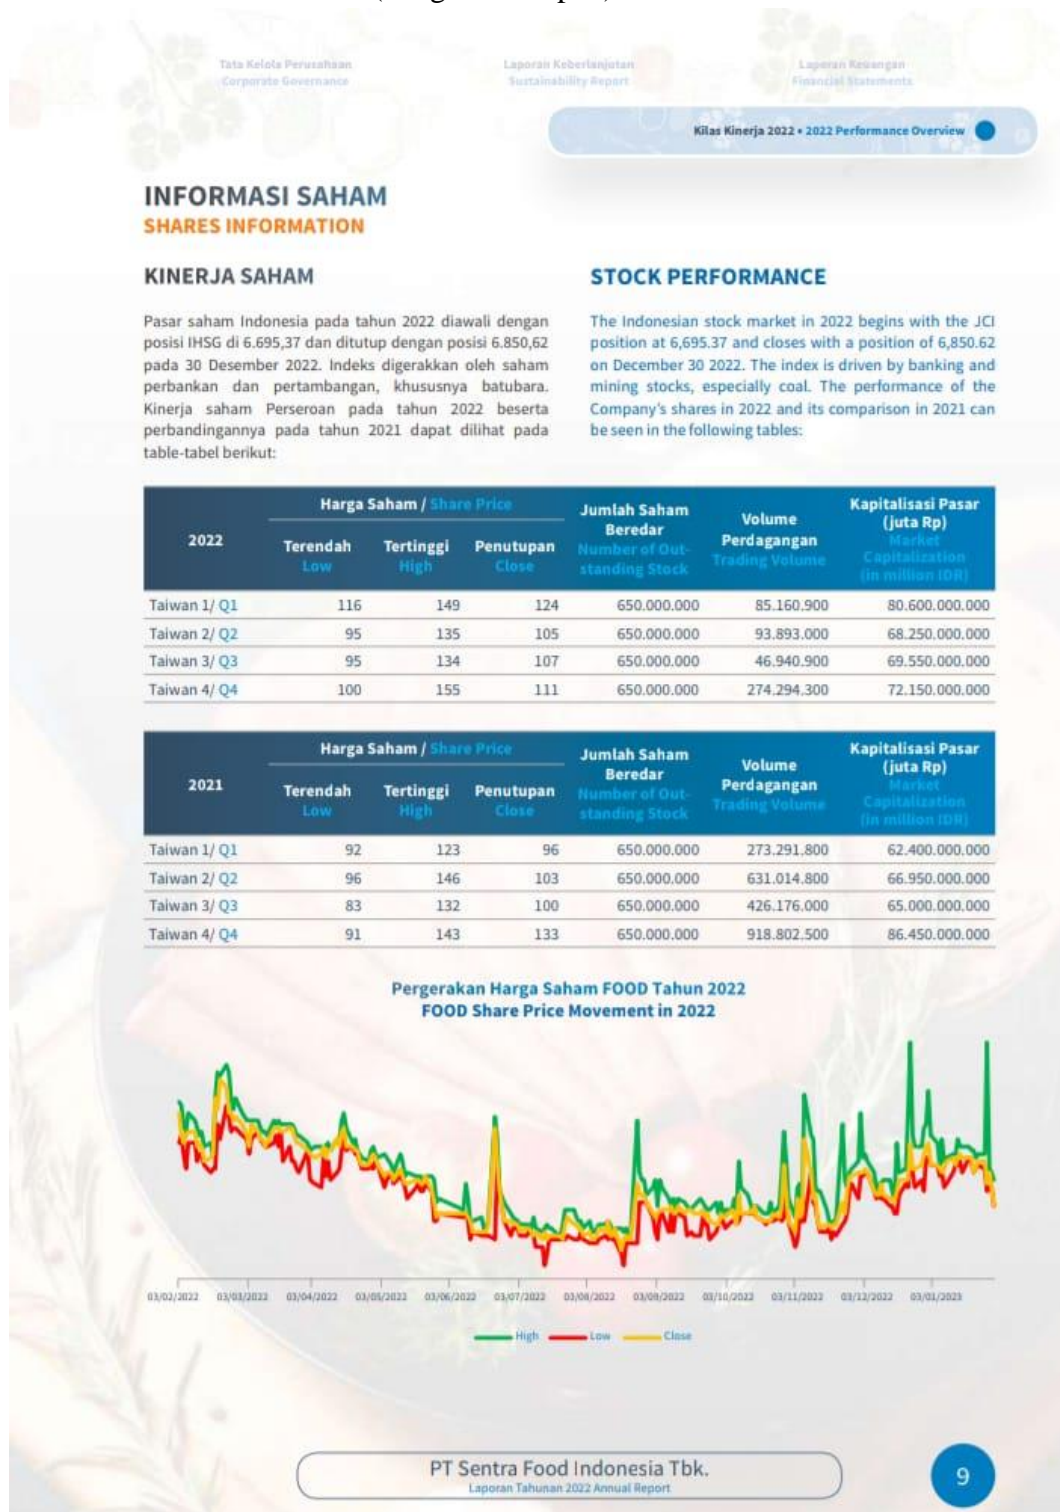 Tata Kelola Perusahaan
Corporate Governance
Laporan Keberlanjutan
Sustainability Report
Laporan Keuangan
Financial Statements
Kilas Kinerja 2022 • 2022 Performance Overview
INFORMASI SAHAM
SHARES INFORMATION
KINERJA SAHAM
Pasar saham Indonesia pada tahun 2022 diawali dengan
posisi IHSG di 6.695,37 dan ditutup dengan posisi 6.850,62
pada 30 Desember 2022. Indeks digerakkan oleh saham
perbankan dan pertambangan, khususnya batubara.
Kinerja saham Perseroan pada tahun 2022 beserta
perbandingannya pada tahun 2021 dapat dilihat pada
table-tabel berikut:
STOCK PERFORMANCE
The Indonesian stock market in 2022 begins with the JCI
position at 6,695.37 and closes with a position of 6,850.62
on December 30 2022. The index is driven by banking and
mining stocks, especially coal. The performance of the
Company's shares in 2022 and its comparison in 2021 can
be seen in the following tables:
2022
Harga Saham / Share Price
Terendah
Low
Tertinggi
High
Penutupan
Close
Jumlah Saham
Beredar
Number of Out-
standing Stock
Volume
Perdagangan
Trading Volume
Kapitalisasi Pasar
(juta Rp)
Market
Capitalization
(in million IDR)
Taiwan 1/ Q1 116 149 124 650.000.000 85.160.900 80.600.000.000
Taiwan 2/ Q2 95 135 105 650.000.000 93.893.000 68.250.000.000
Taiwan 3/ Q3 95 134 107 650.000.000 46.940.900 69.550.000.000
Taiwan 4/ Q4 100 155 111 650.000.000 274.294.300 72.150.000.000
2021
Harga Saham / Share Price
Terendah
Low
Tertinggi
High
Penutupan
Close
Jumlah Saham
Beredar
Number of Out-
standing Stock
Volume
Perdagangan
Trading Volume
Kapitalisasi Pasar
(juta Rp)
Market
Capitalization
(in million IDR)
Taiwan 1/ Q1 92 123 96 650.000.000 273.291.800 62.400.000.000
Taiwan 2/ Q2 96 146 103 650.000.000 631.014.800 66.950.000.000
Taiwan 3/ Q3 83 132 100 650.000.000 426.176.000 65.000.000.000
Taiwan 4/ Q4 91 143 133 650.000.000 918.802.500 86.450.000.000
Pergerakan Harga Saham FOOD Tahun 2022
FOOD Share Price Movement in 2022
03/02/2022 03/03/2022 03/04/2022 03/05/2022 03/06/2022 03/07/2022 03/08/2022 03/09/2022 03/10/2022 03/11/2022 03/12/2022 03/01/2023
High Low Close
PT Sentra Food Indonesia Tbk.
Laporan Tahunan 2022 Annual Report
9